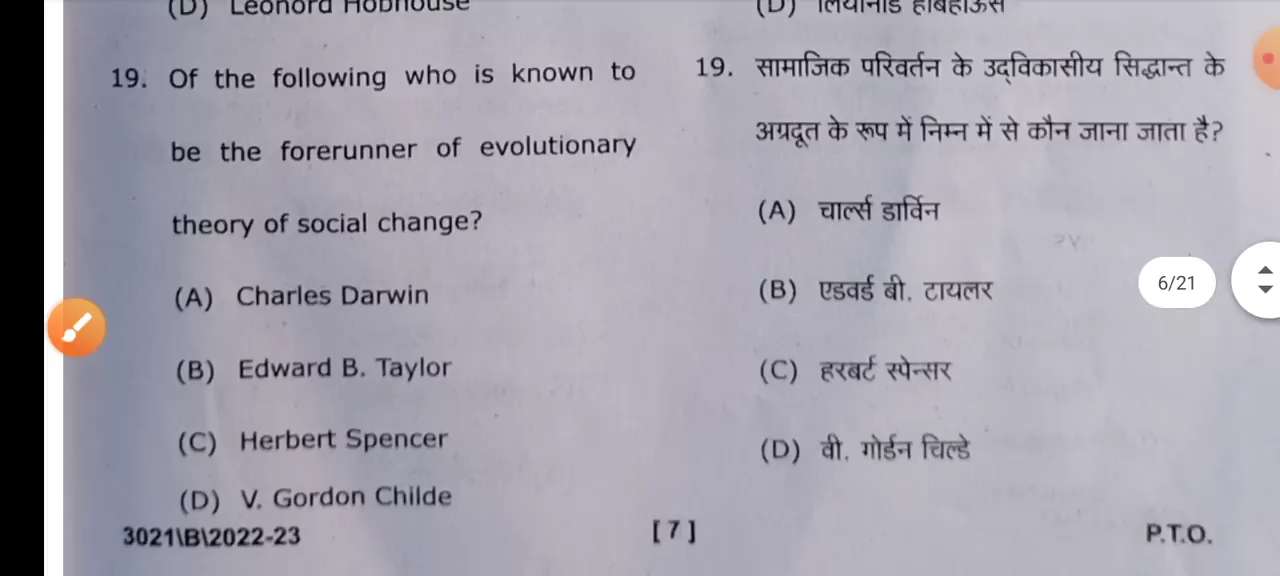 (D) Leonord Hobhouse
19. Of the following who is known to
be the forerunner of evolutionary
theory of social change?
(A) Charles Darwin
(B) Edward B. Taylor
(C) Herbert Spencer
(D) V. Gordon Childe
(D) लियोनार्ड हॉबहाऊस
19. सामाजिक परिवर्तन के उद्‌विकासीय सिद्धान्त के
अग्रदूत के रूप में निम्न में से कौन जाना जाता है?
(A) चार्ल्स डार्विन
(B) एडवर्ड बी. टायलर
(C) हरबर्ट स्पेन्सर
(D) वी. गोर्डन चिल्डे
6/21
3021\B\2022-23
[7]
P.T.O.